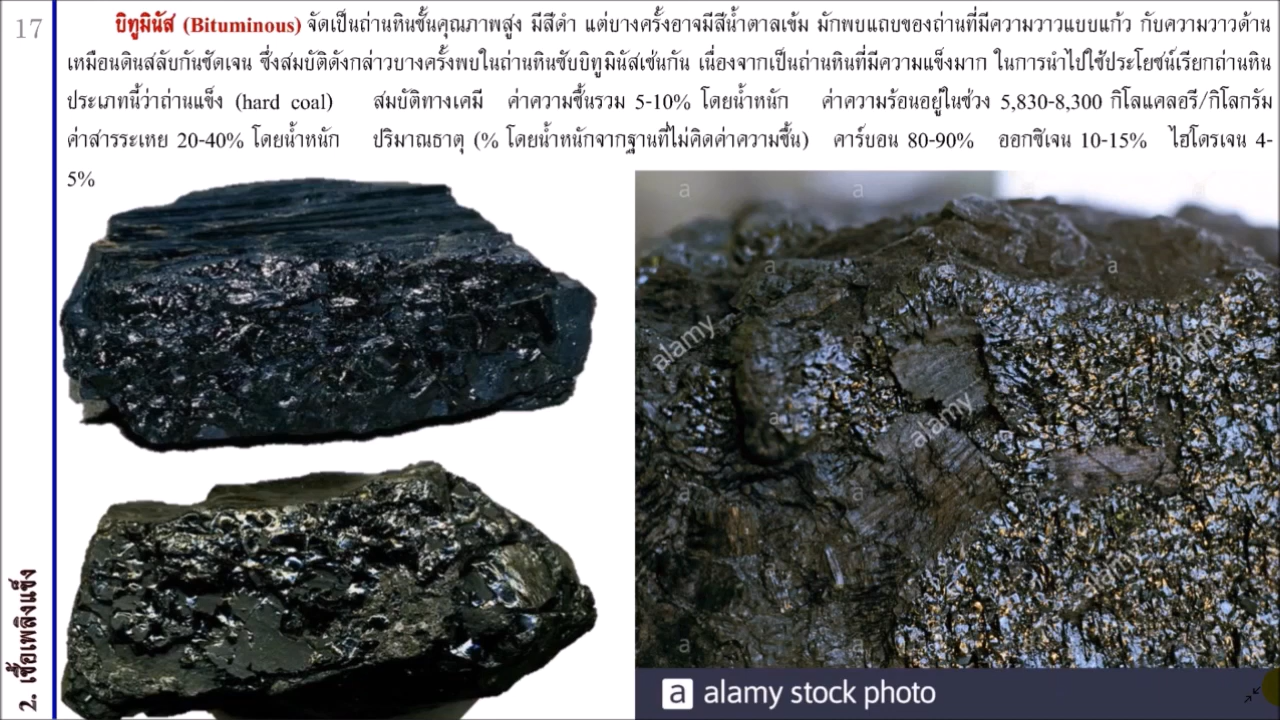 17
บิทูมินัส (Bituminous) จัดเป็นถ่านหินชั้นคุณภาพสูง มีสีดำ แต่บางครั้งอาจมีสีน้ำตาลเข้ม มักพบแถบของถ่านที่มีความวาวแบบแก้ว กับความวาวด้าน
เหมือนดินสลับกันชัดเจน ซึ่งสมบัติดังกล่าวบางครั้งพบในถ่านหินซับบิทูมินัสเช่นกัน เนื่องจากเป็นถ่านหินที่มีความแข็งมาก ในการนำไปใช้ประโยชน์เรียกถ่านหิน
ประเภทนี้ว่าถ่านแข็ง (hard coal) สมบัติทางเคมี ค่าความชื้นรวม 5-10% โดยน้ำหนัก ค่าความร้อนอยู่ในช่วง 5,830-8,300 กิโลแคลอรี/กิโลกรัม
ค่าสารระเหย 20-40% โดยน้ำหนัก ปริมาณธาตุ (% โดยน้ำหนักจากฐานที่ไม่คิดค่าความชื้น) คาร์บอน 80-90% ออกซิเจน 10-15% ไฮโดรเจน 4-
5%
2. เชื้อเพลิงแข็ง
a
a
a
a
a
alamy
alamy
a
a
alamy
a
a
alamy
a
a
a alamy stock photo